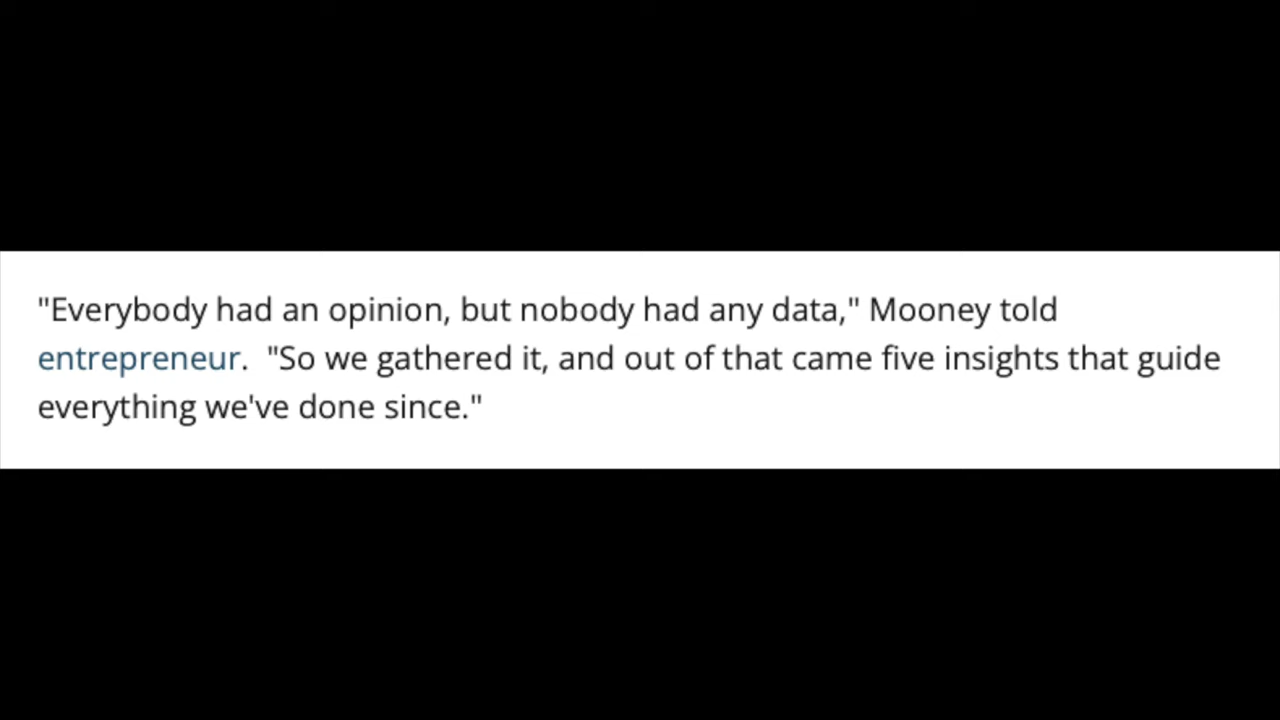 "Everybody had an opinion, but nobody had any data," Mooney told
entrepreneur.  "So we gathered it, and out of that came five insights that guide
everything we've done since."